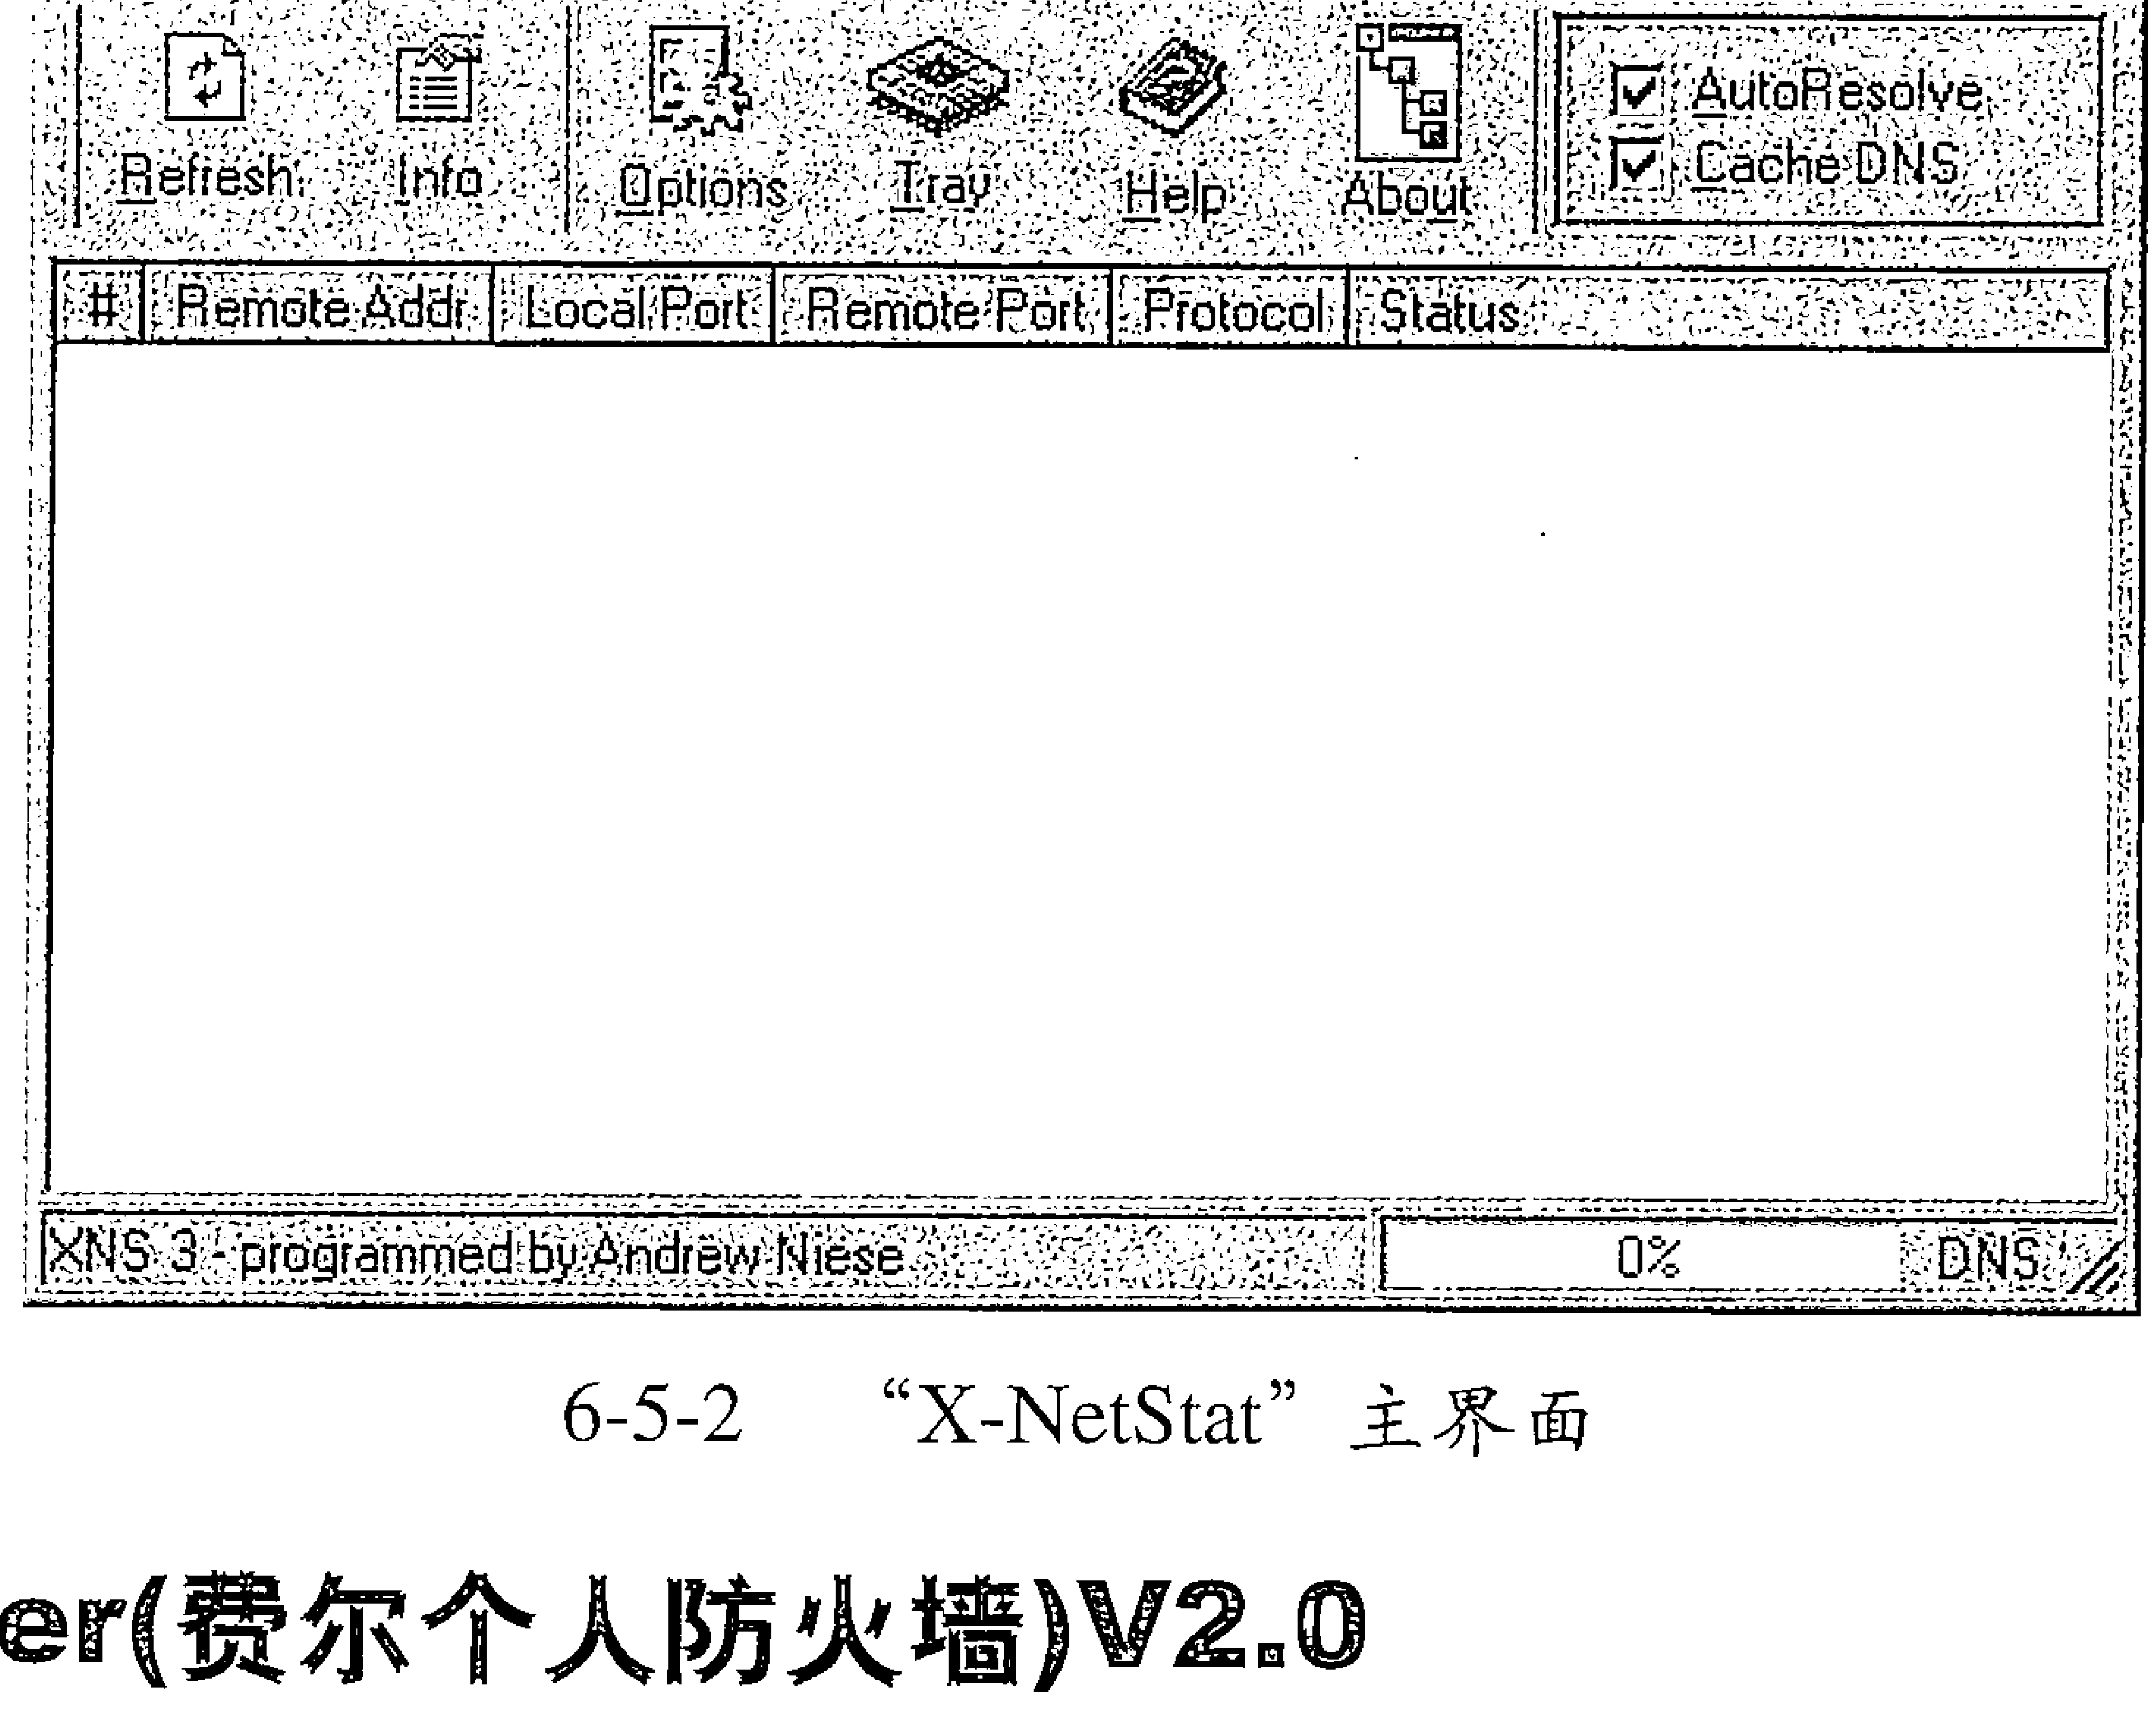 Refresh Info Options Tray Help About
AutoResolve
Cache DNS
# Remote Addr Local Port Remote Port Protocol Status
XNS 3 - programmed by Andrew Niese 0% DNS
6-5-2 “X-NetStat”主界面
er(费尔个人防火墙)V2.0